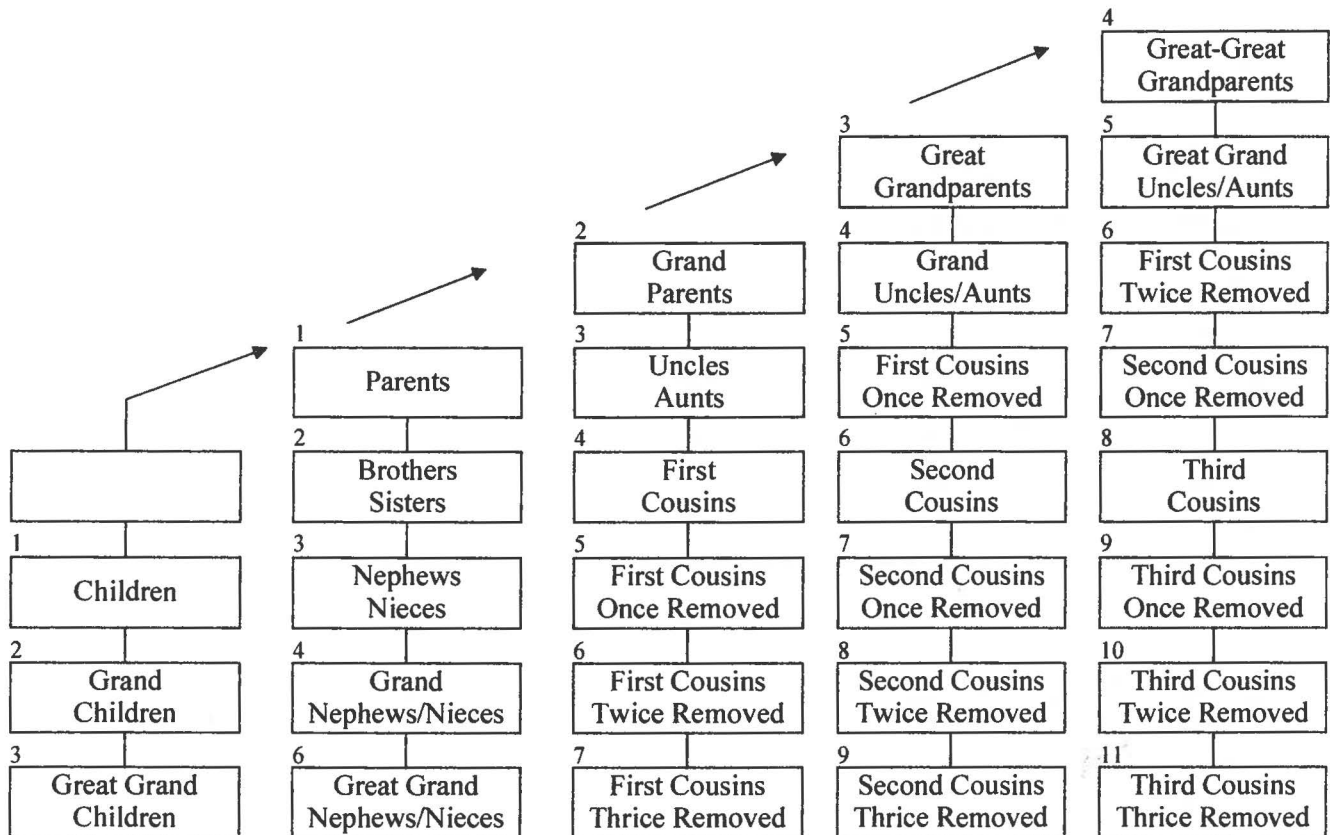 4
Great-Great
Grandparents
3
Great
Grandparents
5
Great Grand
Uncles/Aunts
2
Grand
Parents
4
Grand
Uncles/Aunts
6
First Cousins
Twice Removed
1
Parents
3
Uncles
Aunts
5
First Cousins
Once Removed
7
Second Cousins
Once Removed
2
Brothers
Sisters
4
First
Cousins
6
Second
Cousins
8
Third
Cousins
1
Children
3
Nephews
Nieces
5
First Cousins
Once Removed
7
Second Cousins
Once Removed
9
Third Cousins
Once Removed
2
Grand
Children
4
Grand
Nephews/Nieces
6
First Cousins
Twice Removed
8
Second Cousins
Twice Removed
10
Third Cousins
Twice Removed
3
Great Grand
Children
6
Great Grand
Nephews/Nieces
7
First Cousins
Thrice Removed
9
Second Cousins
Thrice Removed
11
Third Cousins
Thrice Removed